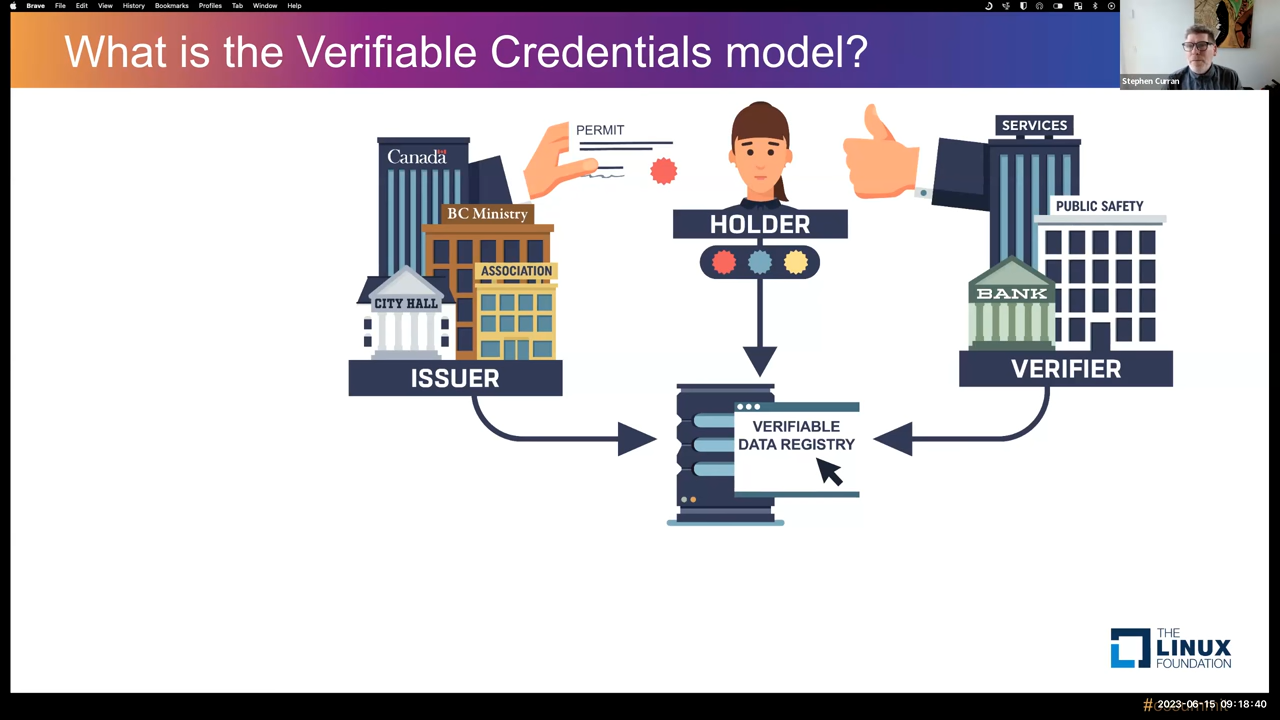 Brave File Edit View History Bookmarks Profiles Tab Window Help
What is the Verifiable Credentials model?
Stephen Curran
PERMIT
SERVICES
Canada
BC Ministry
PUBLIC SAFETY
HOLDER
ASSOCIATION
CITY HALL
BANK
ISSUER
VERIFIER
VERIFIABLE
DATA REGISTRY
THE
LINUX
FOUNDATION
2023-06-15 09:18:40